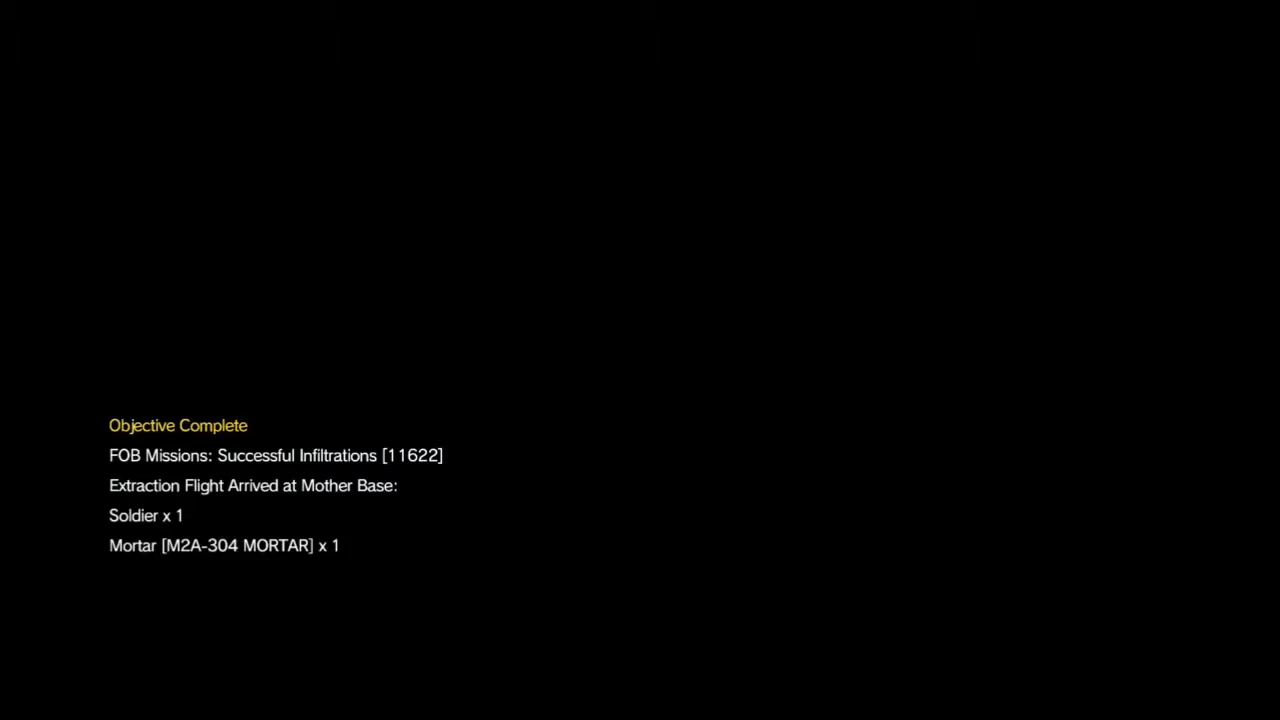 Objective Complete
FOB Missions: Successful Infiltrations [11622]
Extraction Flight Arrived at Mother Base:
Soldier x 1
Mortar [M2A-304 MORTAR] x 1